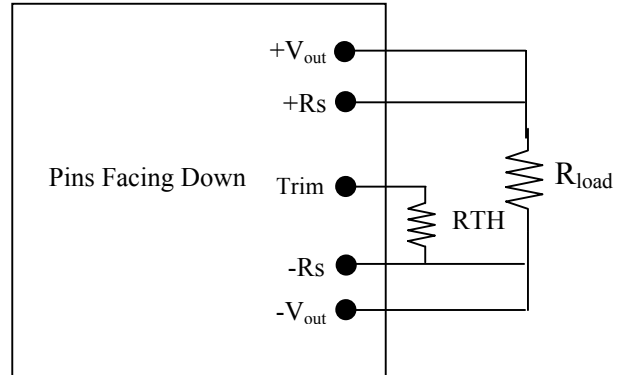 +Vout
+Rs
Pins Facing Down
Trim
Rload
RTH
-Rs
-Vout